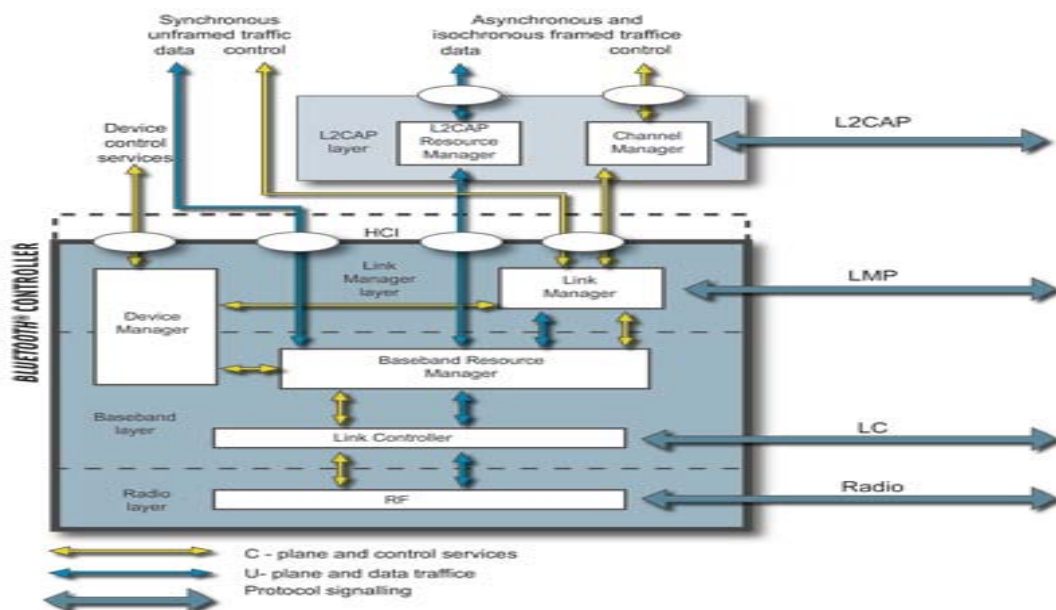 Synchronous
unframed traffic
data control
Asynchronous and
isochronous framed traffice
data control
Device
control
services
L2CAP
layer
L2CAP
Resource
Manager
Channel
Manager
L2CAP
HCI
BLUETOOTH® CONTROLLER
Link
Manager
layer
Link
Manager
LMP
Device
Manager
Baseband Resource
Manager
Baseband
layer
Link Controller
LC
Radio
layer
RF
Radio
C - plane and control services
U- plane and data traffice
Protocol signalling